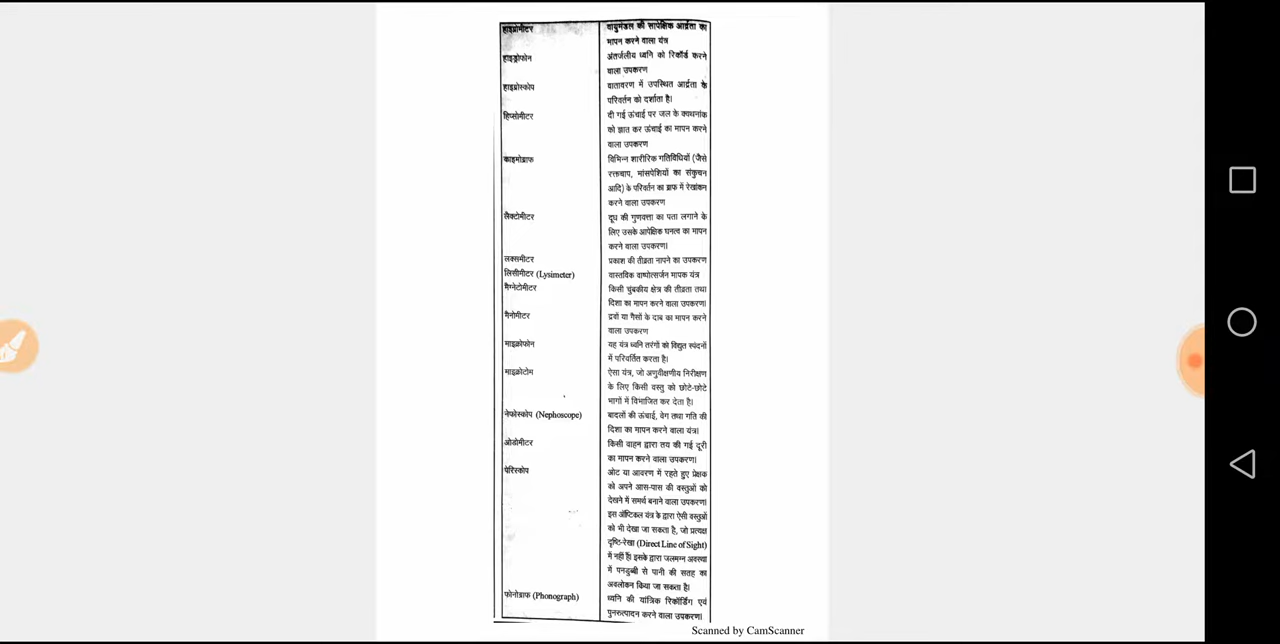 हाइग्रोमीटर वायुमंडल की सापेक्षिक आर्द्रता का
मापन करने वाला यंत्र
हाइड्रोफोन अंतर्जलीय ध्वनि को रिकॉर्ड करने
वाला उपकरण
हाइग्रोस्कोप वातावरण में उपस्थित आर्द्रता के
परिवर्तन को दर्शाता है।
हिप्सोमीटर दी गई ऊंचाई पर जल के क्वथनांक
को ज्ञात कर ऊंचाई का मापन करने
वाला उपकरण
काइमोग्राफ विभिन्न शारीरिक गतिविधियों (जैसे
रक्तचाप, मांसपेशियों का संकुचन
आदि) के परिवर्तन का ग्राफ में रेखांकन
करने वाला उपकरण
लैक्टोमीटर दूध की गुणवत्ता का पता लगाने के
लिए उसके आपेक्षिक घनत्व का मापन
करने वाला उपकरण।
लक्समीटर प्रकाश की तीव्रता नापने का उपकरण
लिसीमीटर (Lysimeter) वास्तविक वाष्पोत्सर्जन मापक यंत्र
मैग्नेटोमीटर किसी चुंबकीय क्षेत्र की तीव्रता तथा
दिशा का मापन करने वाला उपकरण।
मैनोमीटर द्रवों या गैसों के दाब का मापन करने
वाला उपकरण
माइक्रोफोन यह यंत्र ध्वनि तरंगों को विद्युत स्पंदनों
में परिवर्तित करता है।
माइक्रोटोम ऐसा यंत्र, जो अणुवीक्षणीय निरीक्षण
के लिए किसी वस्तु को छोटे-छोटे
भागों में विभाजित कर देता है।
नेफोस्कोप (Nephoscope) बादलों की ऊंचाई, वेग तथा गति की
दिशा का मापन करने वाला यंत्र।
ओडोमीटर किसी वाहन द्वारा तय की गई दूरी
का मापन करने वाला उपकरण।
पेरिस्कोप ओट या आवरण में रहते हुए प्रेक्षक
को अपने आस-पास की वस्तुओं को
देखने में समर्थ बनाने वाला उपकरण।
इस ऑप्टिकल यंत्र के द्वारा ऐसी वस्तुओं
को भी देखा जा सकता है, जो प्रत्यक्ष
दृष्टि-रेखा (Direct Line of Sight)
में नहीं हैं। इसके द्वारा जलमग्न अवस्था
में पनडुब्बी से पानी की सतह का
अवलोकन किया जा सकता है।
फोनोग्राफ (Phonograph) ध्वनि की यांत्रिक रिकॉर्डिंग एवं
पुनरुत्पादन करने वाला उपकरण।
Scanned by CamScanner